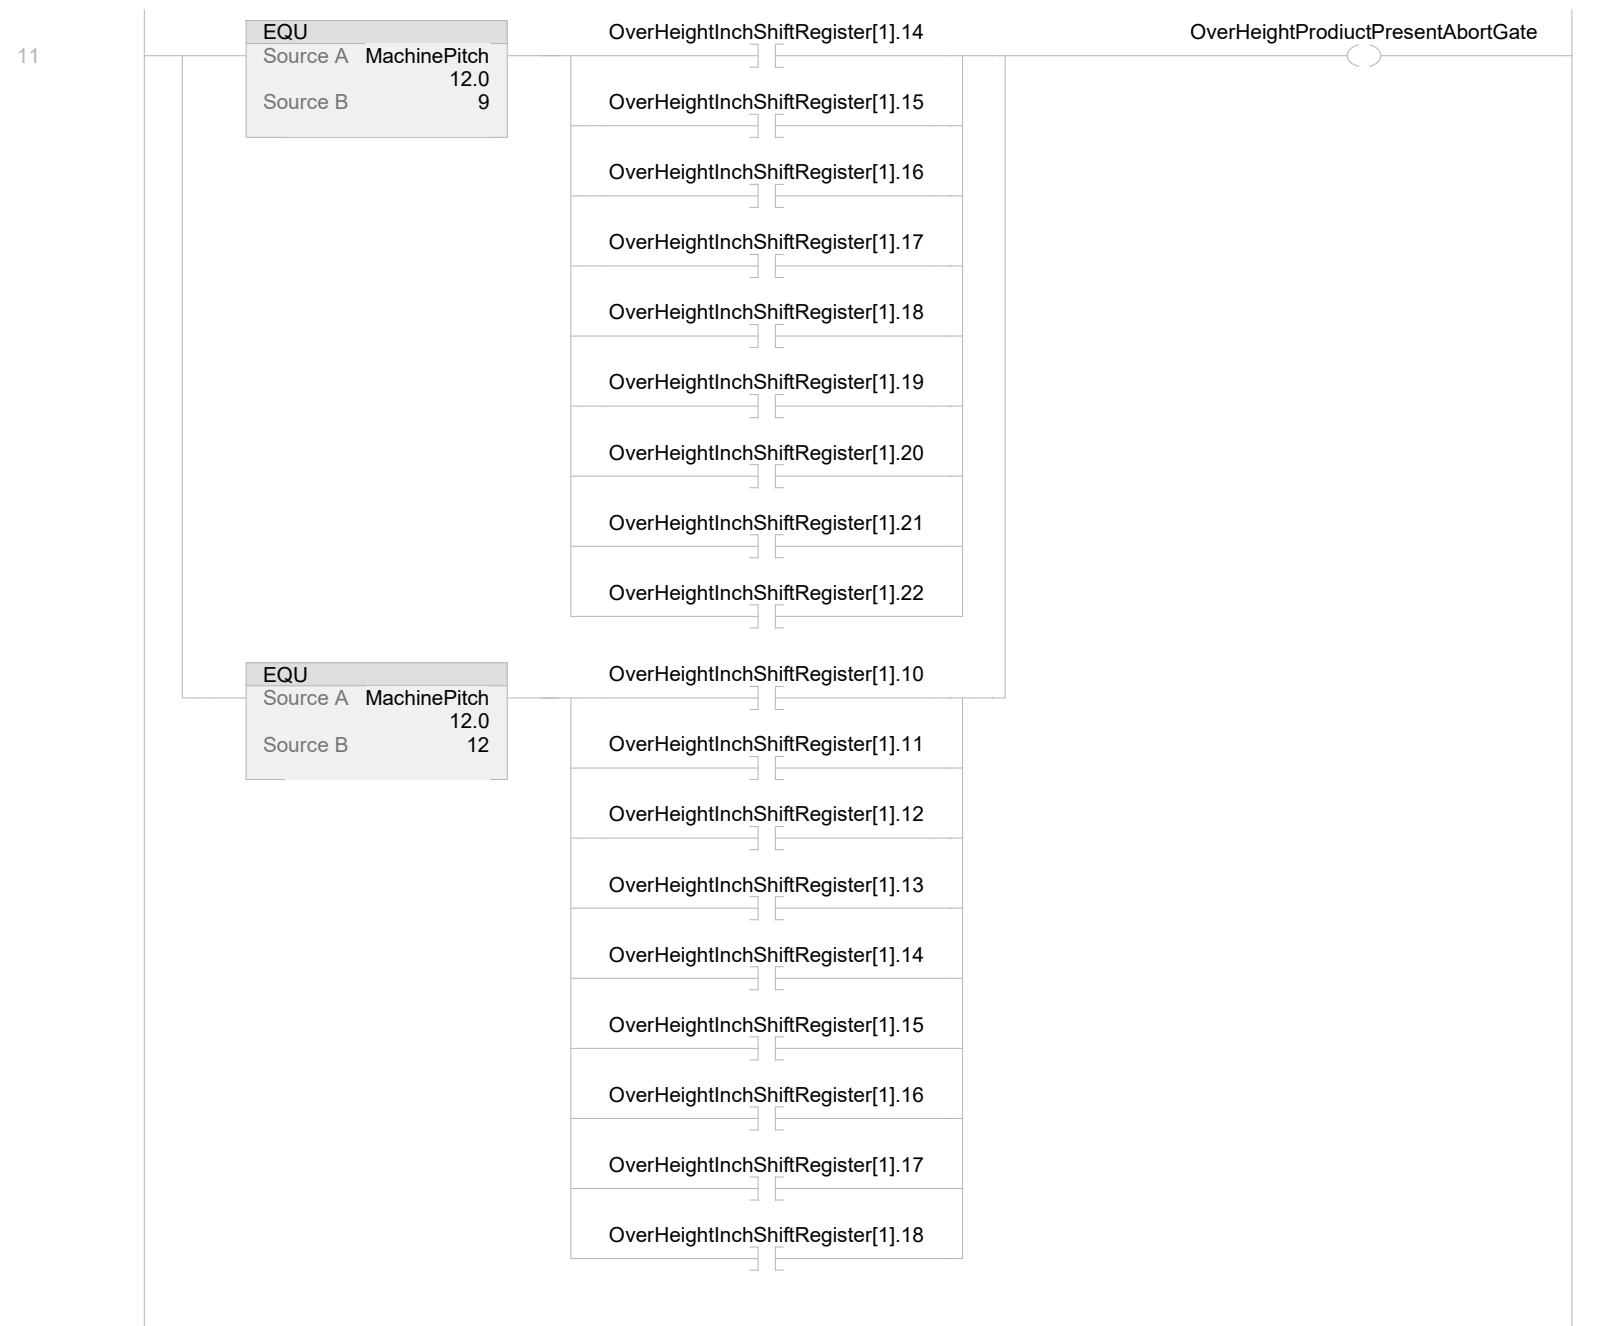 EQU
OverHeightInchShiftRegister[1].14
OverHeightProdiuctPresentAbortGate
11
Source A MachinePitch
12.0
Source B 9
OverHeightInchShiftRegister[1].15
OverHeightInchShiftRegister[1].16
OverHeightInchShiftRegister[1].17
OverHeightInchShiftRegister[1].18
OverHeightInchShiftRegister[1].19
OverHeightInchShiftRegister[1].20
OverHeightInchShiftRegister[1].21
OverHeightInchShiftRegister[1].22
EQU
OverHeightInchShiftRegister[1].10
Source A MachinePitch
12.0
Source B 12
OverHeightInchShiftRegister[1].11
OverHeightInchShiftRegister[1].12
OverHeightInchShiftRegister[1].13
OverHeightInchShiftRegister[1].14
OverHeightInchShiftRegister[1].15
OverHeightInchShiftRegister[1].16
OverHeightInchShiftRegister[1].17
OverHeightInchShiftRegister[1].18